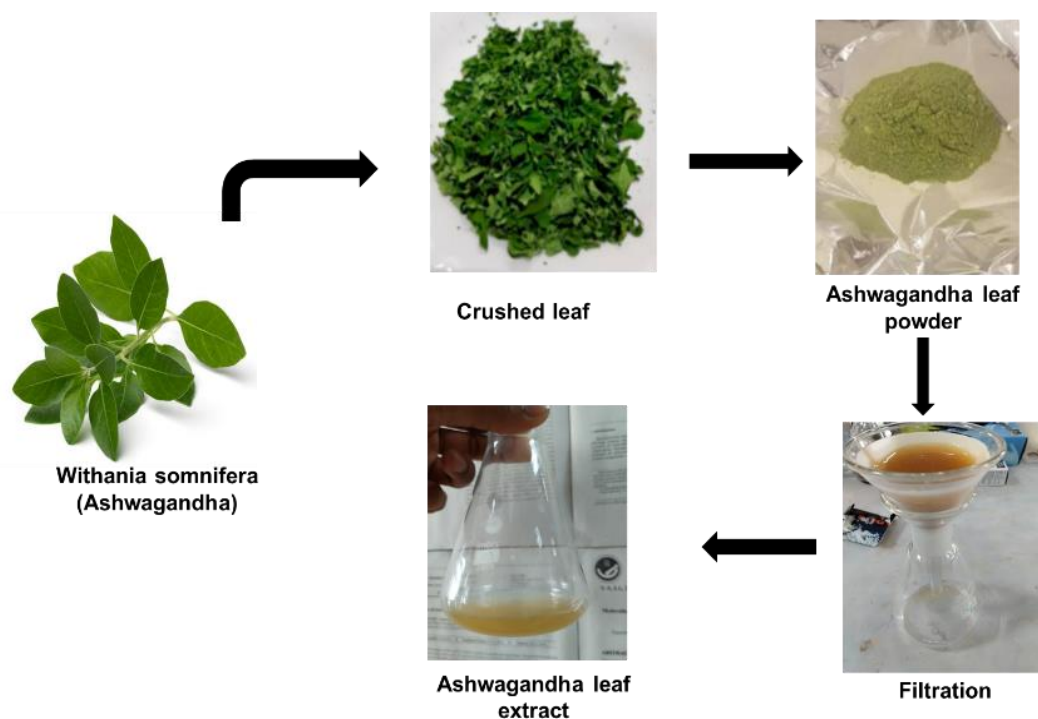 Withania somnifera
(Ashwagandha)
Crushed leaf
Ashwagandha leaf
powder
Filtration
Ashwagandha leaf
extract